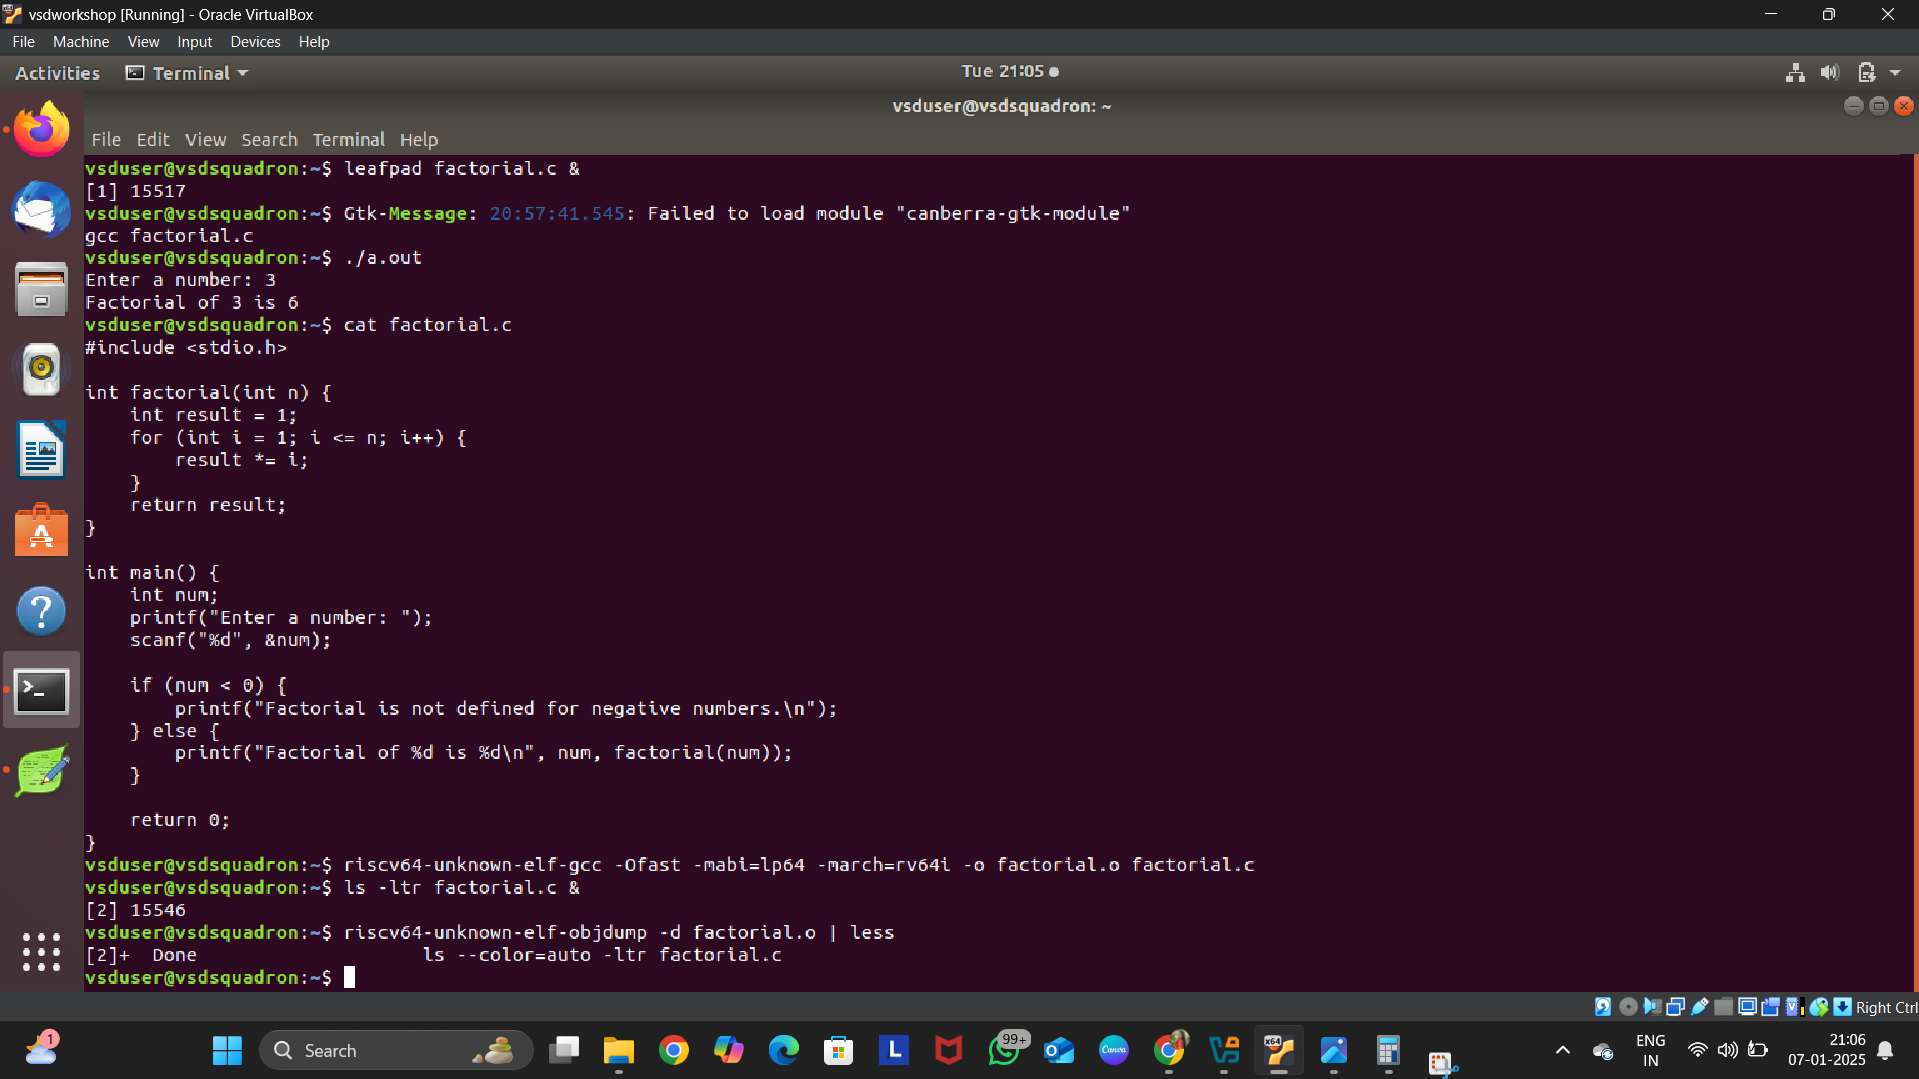 vsdworkshop [Running] - Oracle VirtualBox
File Machine View Input Devices Help
Activities Terminal Tue 21:05
vsduser@vsdsquadron: ~
File Edit View Search Terminal Help
vsduser@vsdsquadron:~$ leafpad factorial.c &
[1] 15517
vsduser@vsdsquadron:~$ Gtk-Message: 20:57:41.545: Failed to load module "canberra-gtk-module"
gcc factorial.c
vsduser@vsdsquadron:~$ ./a.out
Enter a number: 3
Factorial of 3 is 6
vsduser@vsdsquadron:~$ cat factorial.c
#include <stdio.h>
int factorial(int n) {
    int result = 1;
    for (int i = 1; i <= n; i++) {
        result *= i;
    }
    return result;
}
int main() {
    int num;
    printf("Enter a number: ");
    scanf("%d", &num);
    if (num < 0) {
        printf("Factorial is not defined for negative numbers.\n");
    } else {
        printf("Factorial of %d is %d\n", num, factorial(num));
    }
    return 0;
}
vsduser@vsdsquadron:~$ riscv64-unknown-elf-gcc -Ofast -mabi=lp64 -march=rv64i -o factorial.o factorial.c
vsduser@vsdsquadron:~$ ls -ltr factorial.c &
[2] 15546
vsduser@vsdsquadron:~$ riscv64-unknown-elf-objdump -d factorial.o | less
[2]+  Done                    ls --color=auto -ltr factorial.c
vsduser@vsdsquadron:~$
Right Ctrl
1
Search
L
99+
Canva
x64
ENG
IN
21:06
07-01-2025